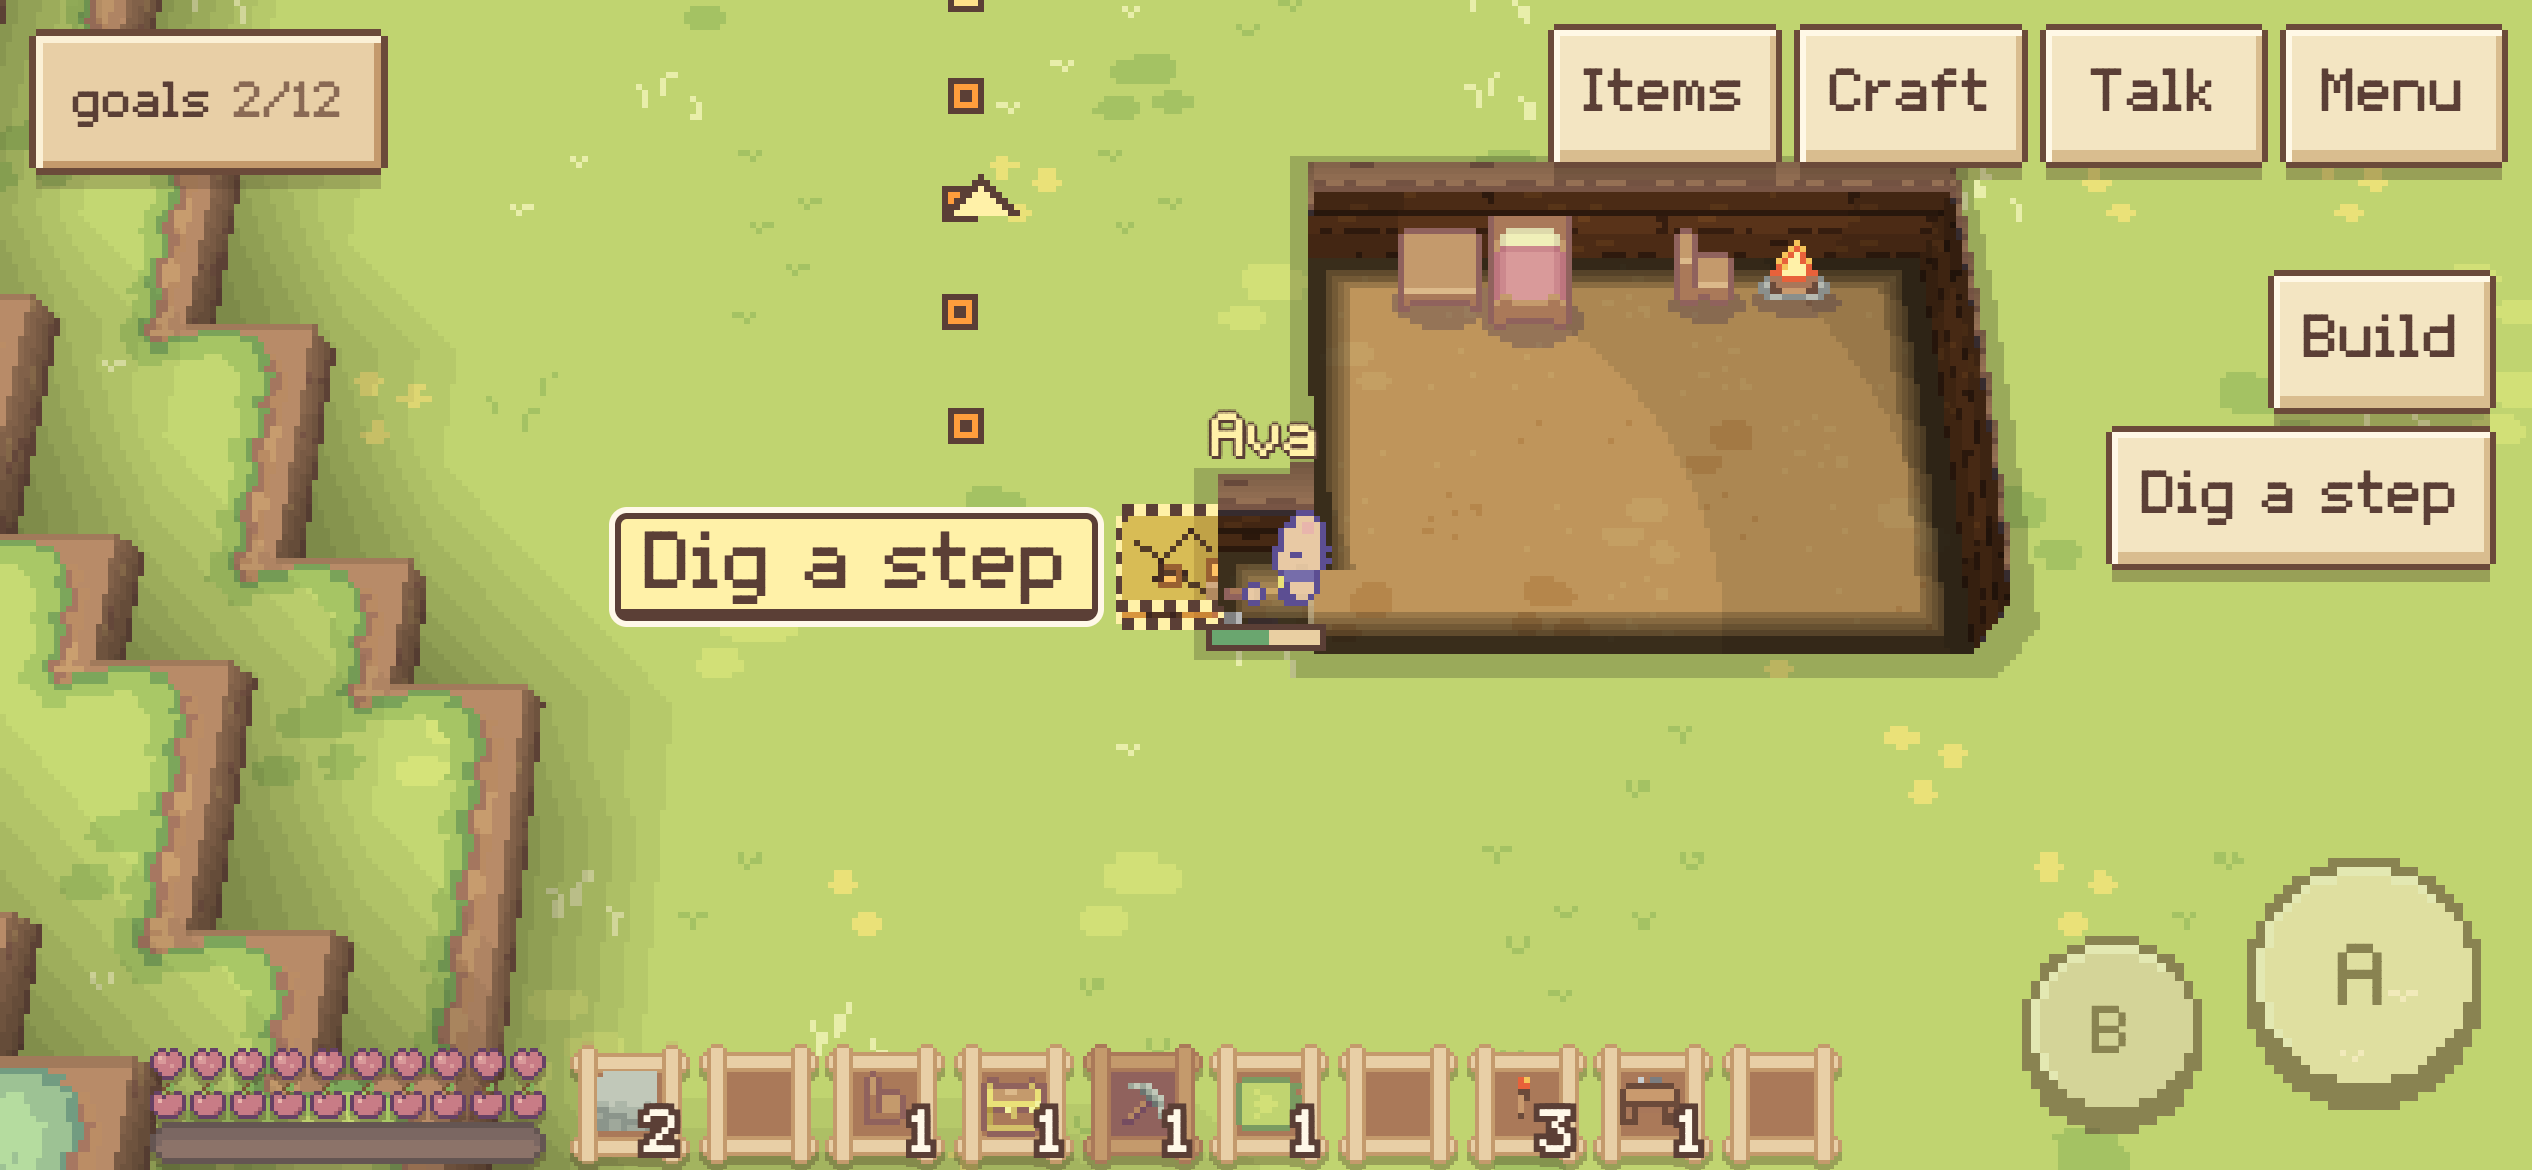 goals 2/12
Items
Craft
Talk
Menu
Build
Ava
Dig a step
Dig a step
A
B
2
1
1
1
1
3
1